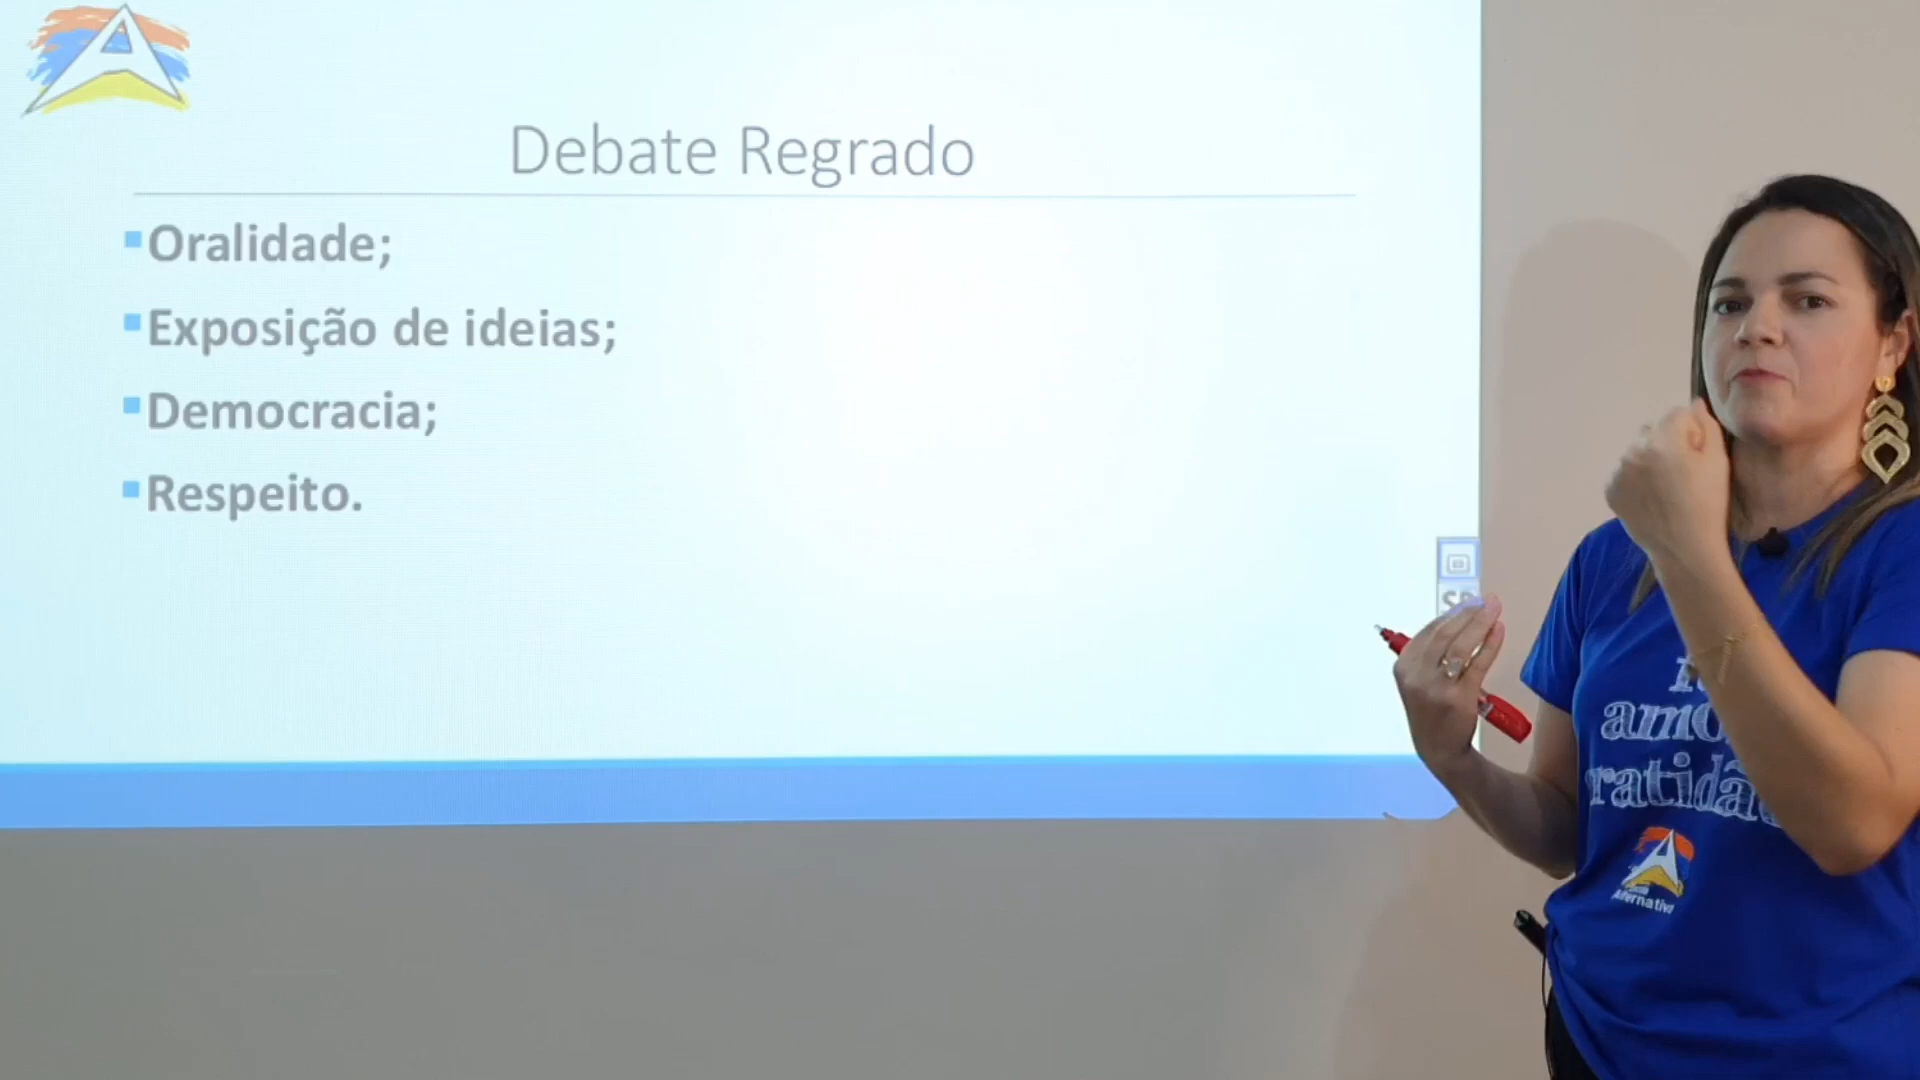 Debate Regrado
Oralidade;
Exposição de ideias;
Democracia;
Respeito.